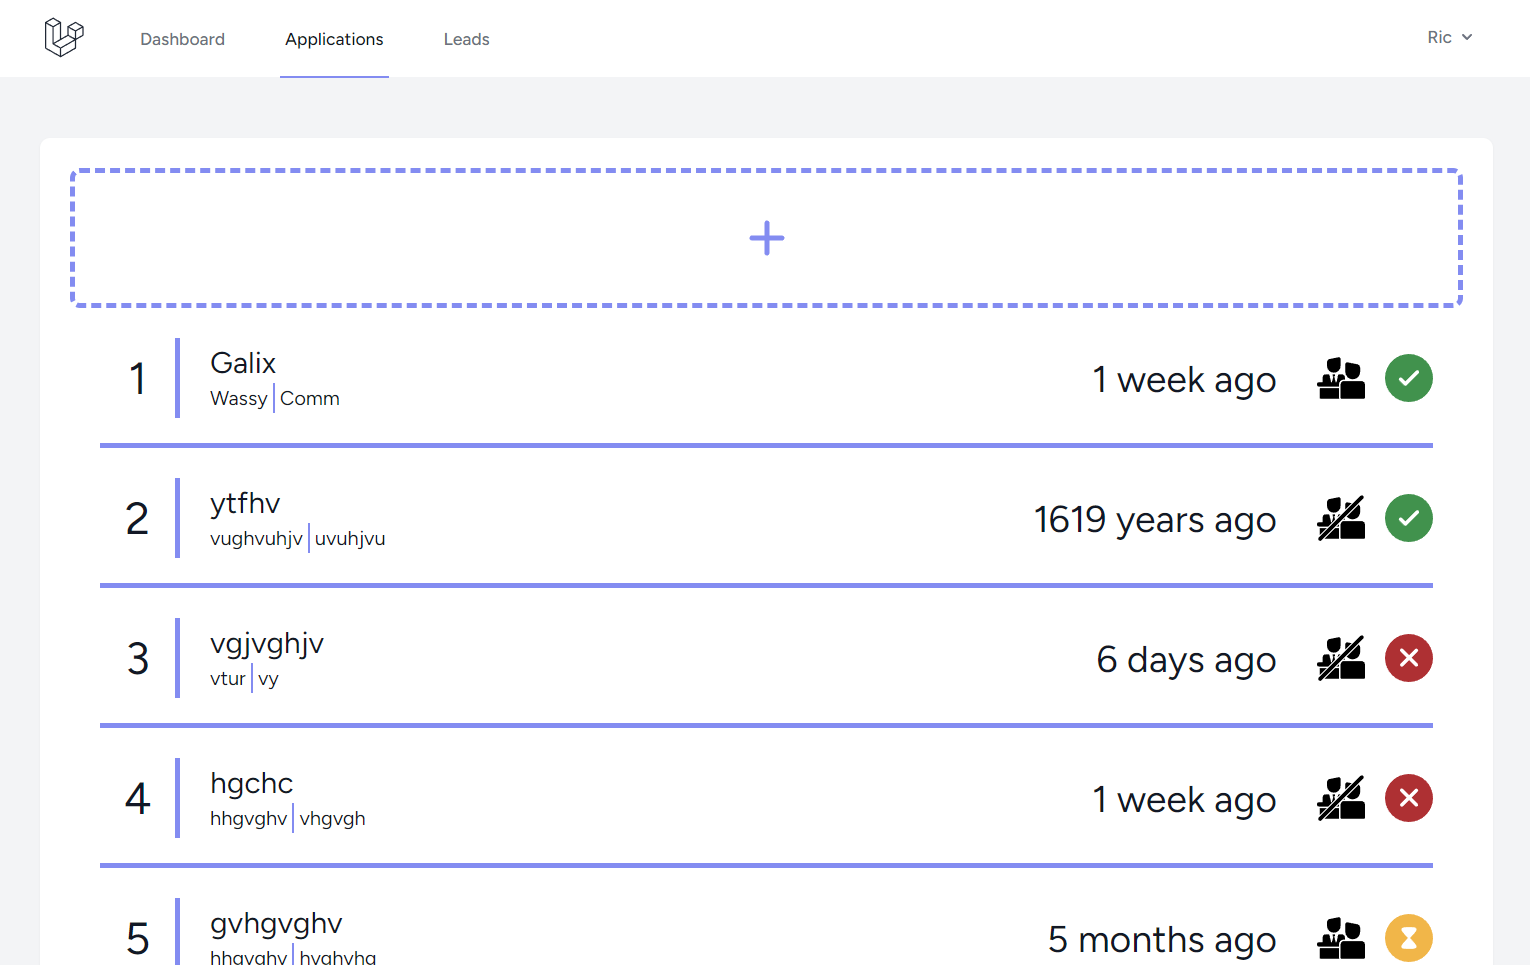 Dashboard Applications Leads Ric
1 Galix 1 week ago
Wassy Comm
2 ytfhv 1619 years ago
vughvuhjv uvuhjvu
3 vgjvghjv 6 days ago
vtur vy
4 hgchc 1 week ago
hhgvghv vhgvgh
5 gvhgvghv 5 months ago
hhgvghv hvghvhg